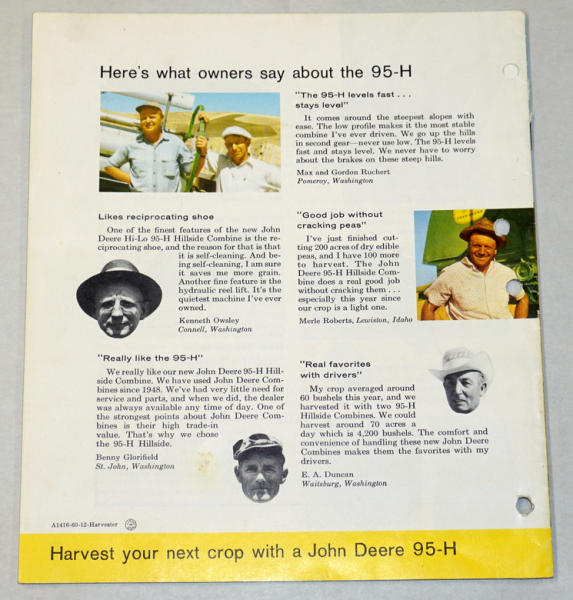 Here's what owners say about the 95-H
"The 95-H levels fast . . .
stays level"
It comes around the steepest slopes with
ease. The low profile makes it the most stable
combine I've ever driven. We go up the hills
in second gear—never use low. The 95-H levels
fast and stays level. We never have to worry
about the brakes on these steep hills.
Max and Gordon Ruchert
Pomeroy, Washington
Likes reciprocating shoe
One of the finest features of the new John
Deere Hi-Lo 95-H Hillside Combine is the re-
ciprocating shoe, and the reason for that is that
it is self-cleaning. And be-
ing self-cleaning, I am sure
it saves me more grain.
Another fine feature is the
hydraulic reel lift. It's the
quietest machine I've ever
owned.
Kenneth Owsley
Connell, Washington
"Good job without
cracking peas"
I've just finished cut-
ting 200 acres of dry edible
peas, and I have 100 more
to harvest. The John
Deere 95-H Hillside Com-
bine does a real good job
without cracking them . . .
especially this year since
our crop is a light one.
Merle Roberts, Lewiston, Idaho
"Really like the 95-H"
We really like our new John Deere 95-H Hill-
side Combine. We have used John Deere Com-
bines since 1948. We've had very little need for
service and parts, and when we did, the dealer
was always available any time of day. One of
the strongest points about John Deere Com-
bines is their high trade-in
value. That's why we chose
the 95-H Hillside.
Benny Glorifield
St. John, Washington
"Real favorites
with drivers"
My crop averaged around
60 bushels this year, and we
harvested it with two 95-H
Hillside Combines. We could
harvest around 70 acres a
day which is 4,200 bushels. The comfort and
convenience of handling these new John Deere
Combines makes them the favorites with my
drivers.
E. A. Duncan
Waitsburg, Washington
A1416-60-12-Harvester
Harvest your next crop with a John Deere 95-H